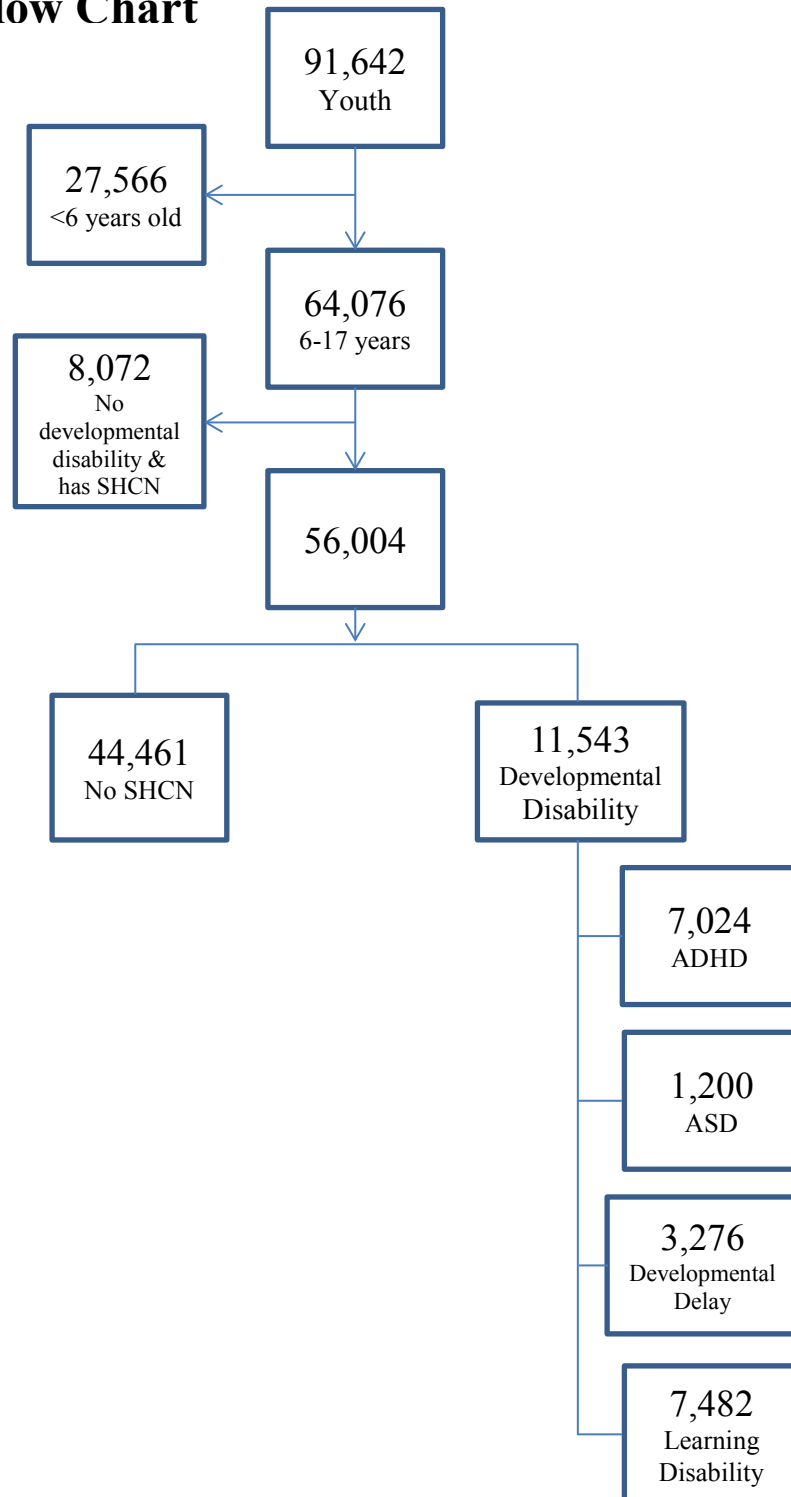 low Chart
91,642
Youth
27,566
<6 years old
64,076
6-17 years
8,072
No
developmental
disability &
has SHCN
56,004
44,461
No SHCN
11,543
Developmental
Disability
7,024
ADHD
1,200
ASD
3,276
Developmental
Delay
7,482
Learning
Disability